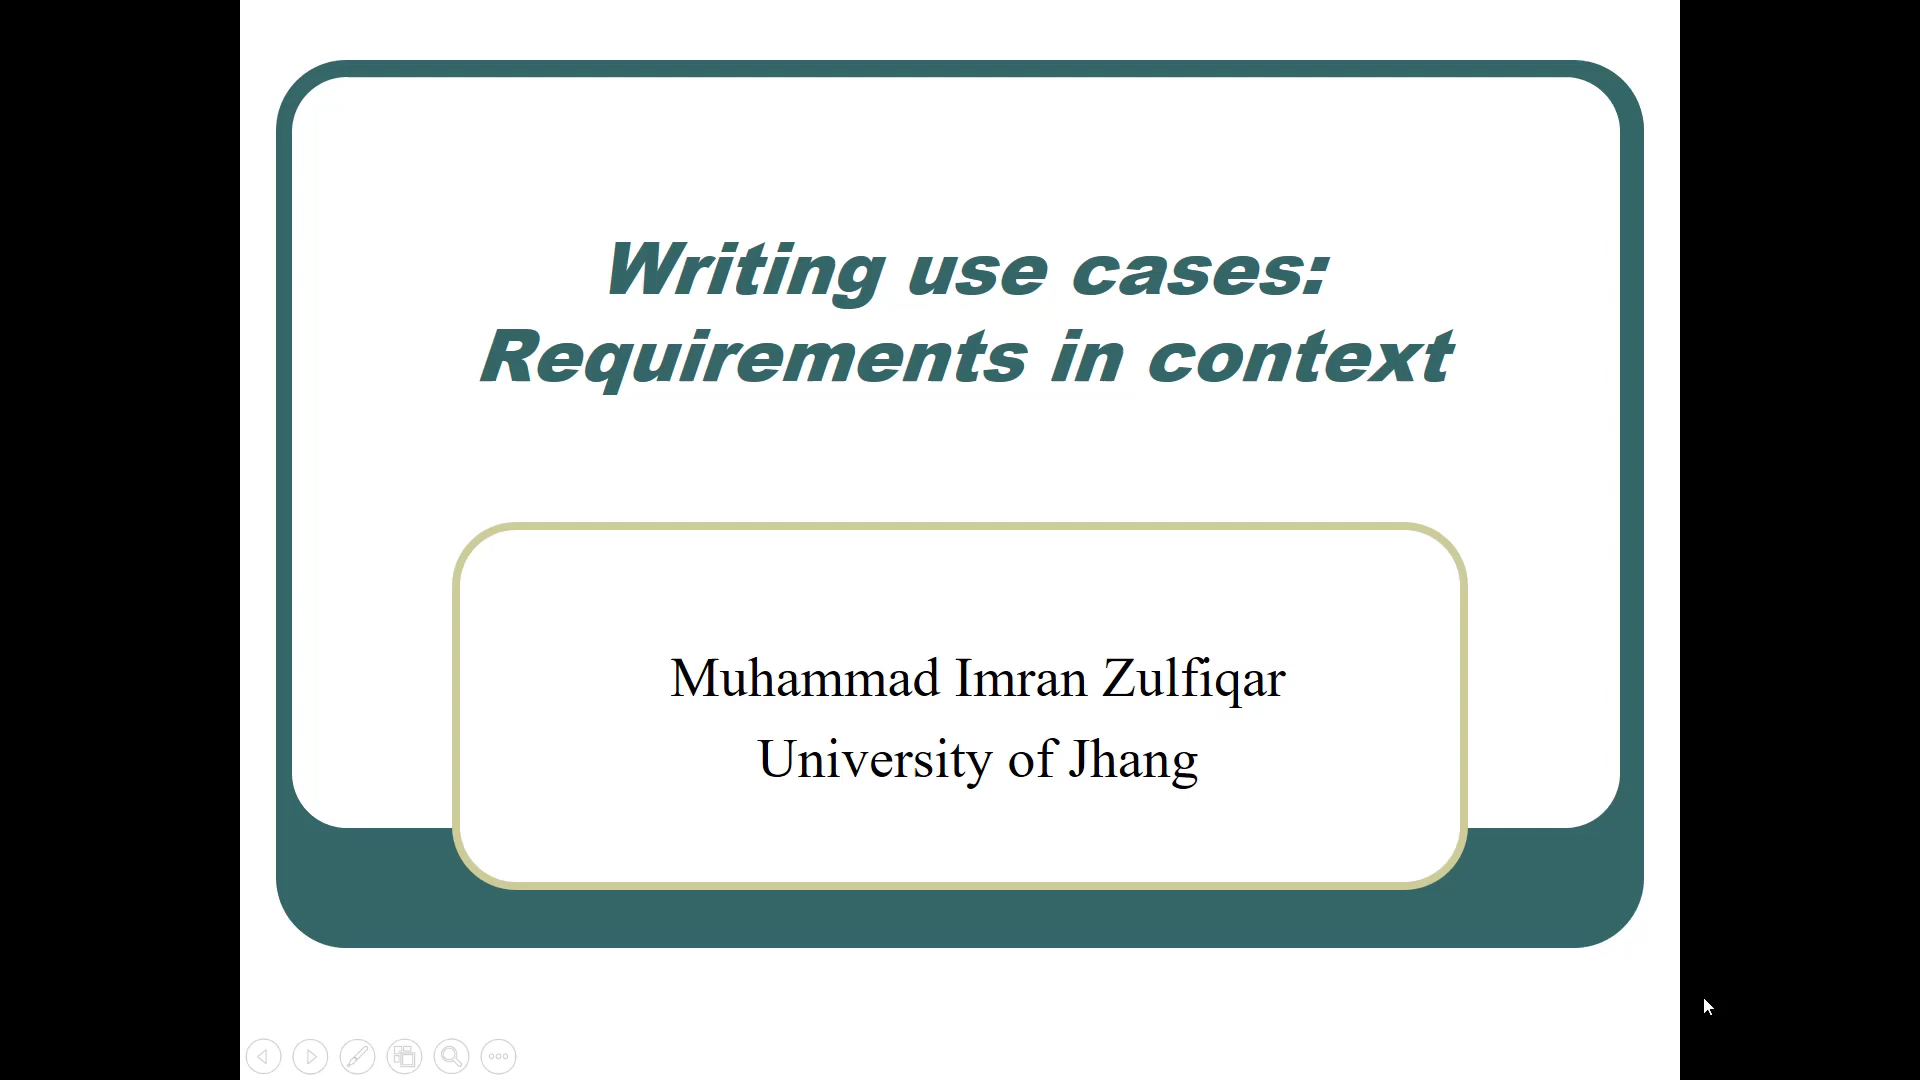 Writing use cases:
Requirements in context
Muhammad Imran Zulfiqar
University of Jhang